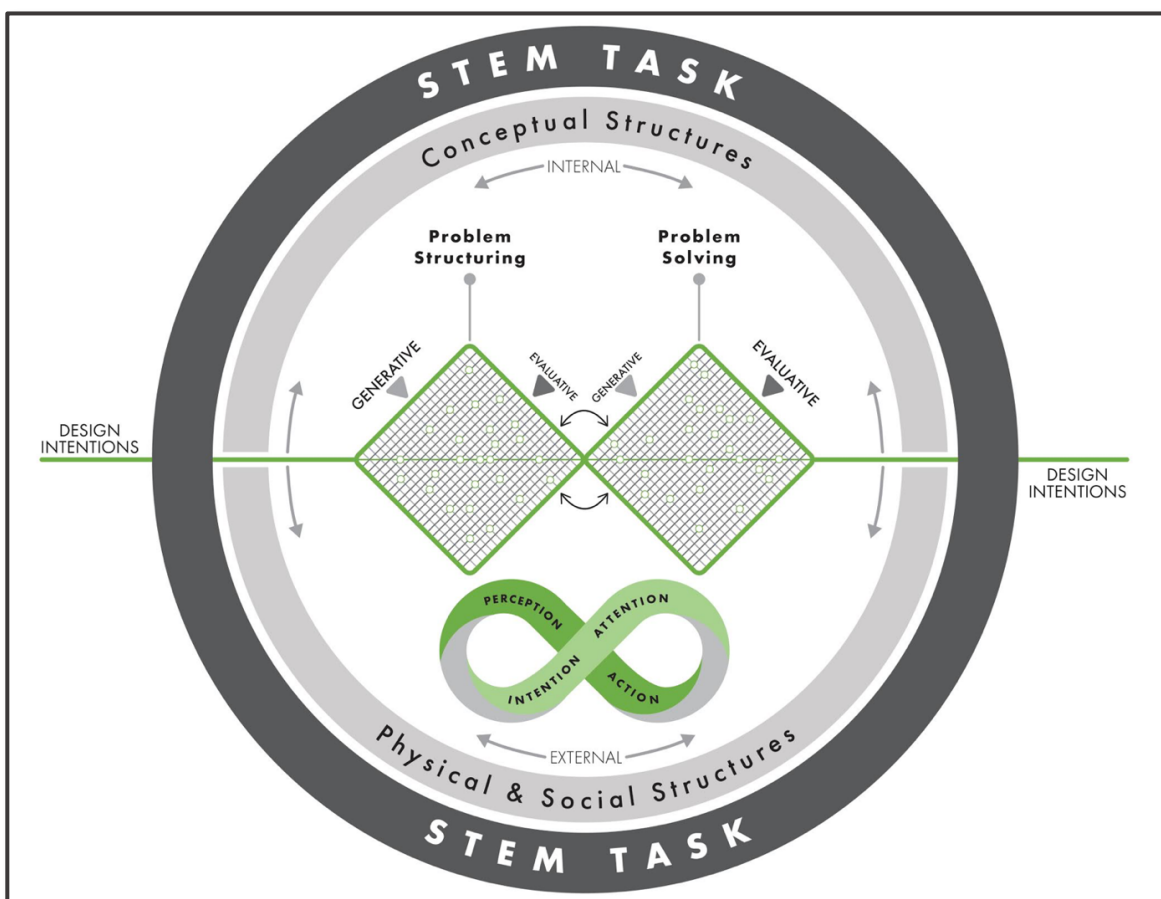 STEM TASK
Conceptual Structures
INTERNAL
Problem
Structuring
Problem
Solving
GENERATIVE
EVALUATIVE
GENERATIVE
EVALUATIVE
DESIGN
INTENTIONS
DESIGN
INTENTIONS
PERCEPTION
ATTENTION
INTENTION
ACTION
EXTERNAL
Physical & Social Structures
STEM TASK